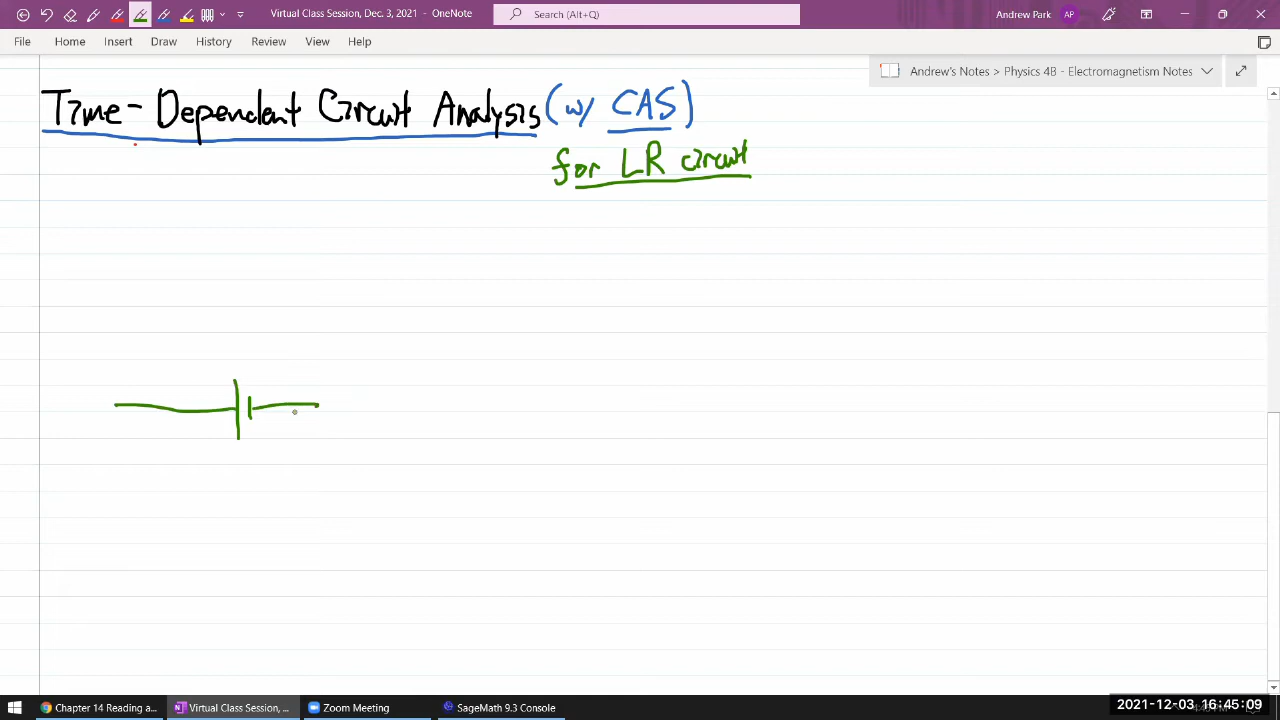 Virtual Class Session, Dec. 3, 2021 - OneNote
Search (Alt+Q)
Andrew Park
AP
File Home Insert Draw History Review View Help
Andrew's Notes › Physics 4B - Electromagnetism Notes
Time-Dependent Circuit Analysis (w/ CAS)
for LR circuit
Chapter 14 Reading a...
Virtual Class Session, ...
Zoom Meeting
SageMath 9.3 Console
2021-12-03 16:45:09